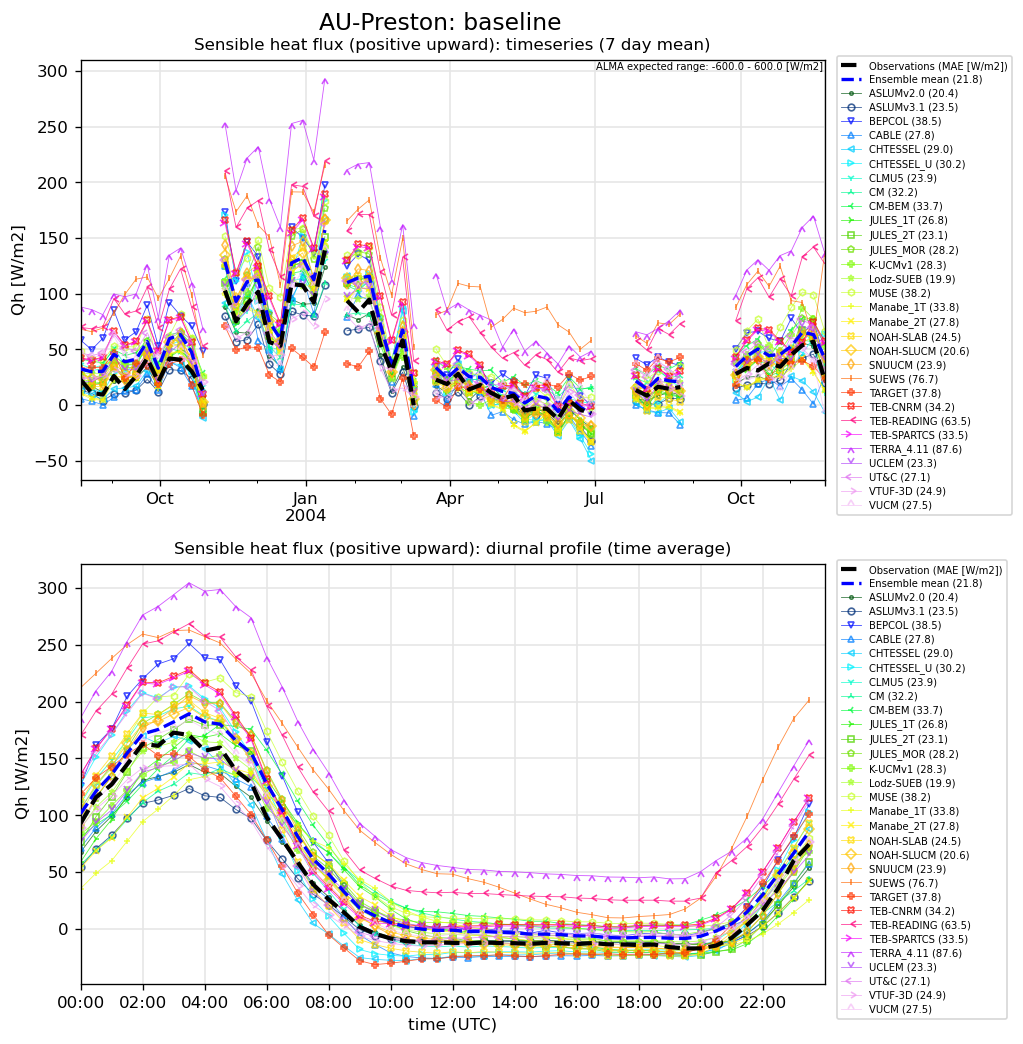 AU-Preston: baseline
Sensible heat flux (positive upward): timeseries (7 day mean)
ALMA expected range: -600.0 - 600.0 [W/m2]
Qh [W/m2]
300
250
200
150
100
50
0
−50
Oct
Jan
2004
Apr
Jul
Oct
Observations (MAE [W/m2])
Ensemble mean (21.8)
ASLUMv2.0 (20.4)
ASLUMv3.1 (23.5)
BEPCOL (38.5)
CABLE (27.8)
CHTESSEL (29.0)
CHTESSEL_U (30.2)
CLMU5 (23.9)
CM (32.2)
CM-BEM (33.7)
JULES_1T (26.8)
JULES_2T (23.1)
JULES_MOR (28.2)
K-UCMv1 (28.3)
Lodz-SUEB (19.9)
MUSE (38.2)
Manabe_1T (33.8)
Manabe_2T (27.8)
NOAH-SLAB (24.5)
NOAH-SLUCM (20.6)
SNUUCM (23.9)
SUEWS (76.7)
TARGET (37.8)
TEB-CNRM (34.2)
TEB-READING (63.5)
TEB-SPARTCS (33.5)
TERRA_4.11 (87.6)
UCLEM (23.3)
UT&C (27.1)
VTUF-3D (24.9)
VUCM (27.5)
Sensible heat flux (positive upward): diurnal profile (time average)
Qh [W/m2]
300
250
200
150
100
50
0
00:00 02:00 04:00 06:00 08:00 10:00 12:00 14:00 16:00 18:00 20:00 22:00
time (UTC)
Observation (MAE [W/m2])
Ensemble mean (21.8)
ASLUMv2.0 (20.4)
ASLUMv3.1 (23.5)
BEPCOL (38.5)
CABLE (27.8)
CHTESSEL (29.0)
CHTESSEL_U (30.2)
CLMU5 (23.9)
CM (32.2)
CM-BEM (33.7)
JULES_1T (26.8)
JULES_2T (23.1)
JULES_MOR (28.2)
K-UCMv1 (28.3)
Lodz-SUEB (19.9)
MUSE (38.2)
Manabe_1T (33.8)
Manabe_2T (27.8)
NOAH-SLAB (24.5)
NOAH-SLUCM (20.6)
SNUUCM (23.9)
SUEWS (76.7)
TARGET (37.8)
TEB-CNRM (34.2)
TEB-READING (63.5)
TEB-SPARTCS (33.5)
TERRA_4.11 (87.6)
UCLEM (23.3)
UT&C (27.1)
VTUF-3D (24.9)
VUCM (27.5)